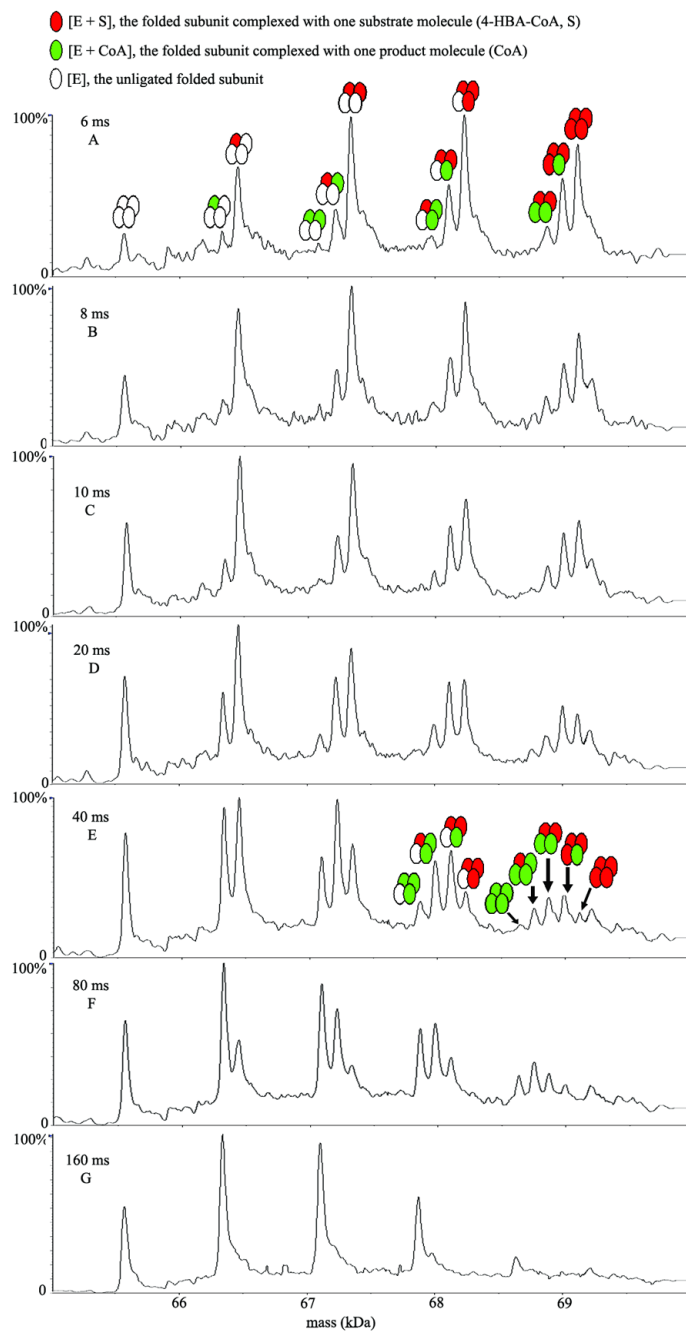 [E + S], the folded subunit complexed with one substrate molecule (4-HBA-CoA, S)
[E + CoA], the folded subunit complexed with one product molecule (CoA)
[E], the unligated folded subunit
100%
6 ms
A
0
100%
8 ms
B
0
100%
10 ms
C
0
100%
20 ms
D
0
100%
40 ms
E
0
100%
80 ms
F
0
100%
160 ms
G
0
66 67 68 69
mass (kDa)